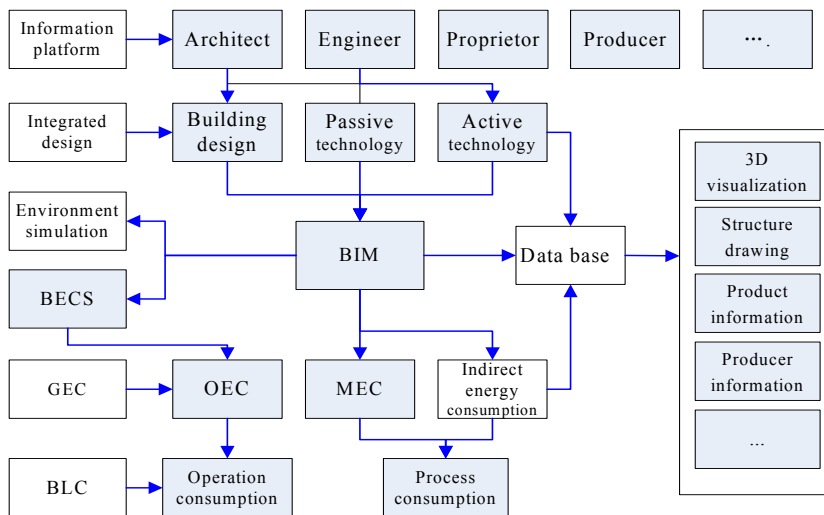 Information
platform
Architect
Engineer
Proprietor
Producer
... .
Integrated
design
Building
design
Passive
technology
Active
technology
3D
visualization
Environment
simulation
BIM
Data base
Structure
drawing
BECS
Product
information
GEC
OEC
MEC
Indirect
energy
consumption
Producer
information
...
BLC
Operation
consumption
Process
consumption